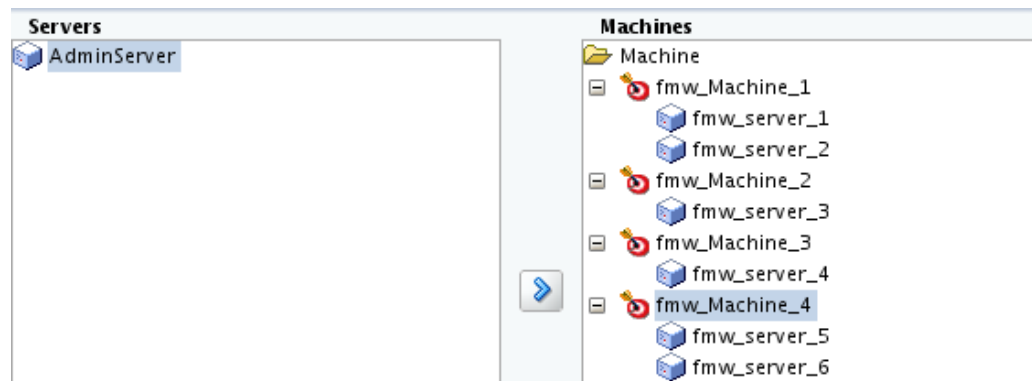 Servers
AdminServer
Machines
Machine
fmw_Machine_1
fmw_server_1
fmw_server_2
fmw_Machine_2
fmw_server_3
fmw_Machine_3
fmw_server_4
fmw_Machine_4
fmw_server_5
fmw_server_6